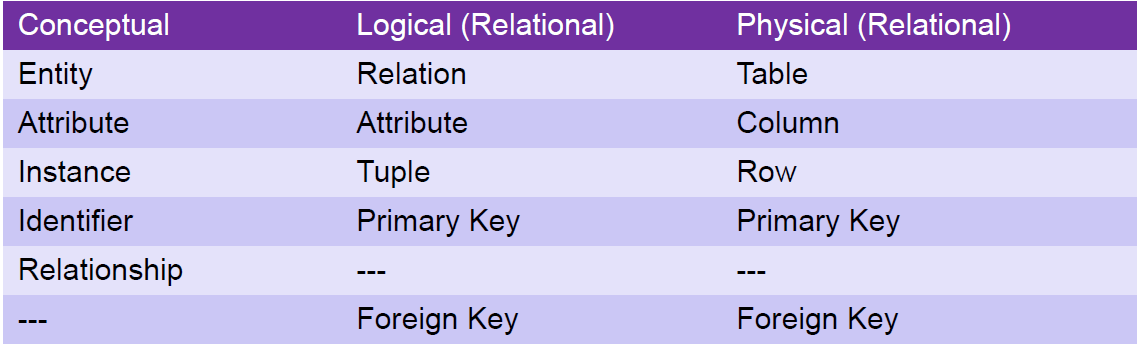 Conceptual Logical (Relational) Physical (Relational)
Entity Relation Table
Attribute Attribute Column
Instance Tuple Row
Identifier Primary Key Primary Key
Relationship --- ---
--- Foreign Key Foreign Key